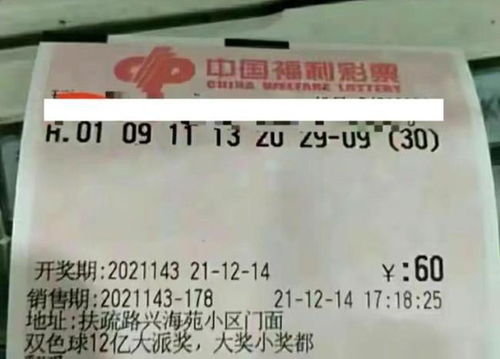 中国福利彩票
CHINA WELFARE LOTTERY
A.01 09 11 13 20 29-09 (30)
开奖期:2021143 21-12-14 ￥:60
销售期:2021143-178 21-12-14 17:18:25
地址:扶疏路兴海苑小区门面
双色球12亿大派奖，大奖小奖都